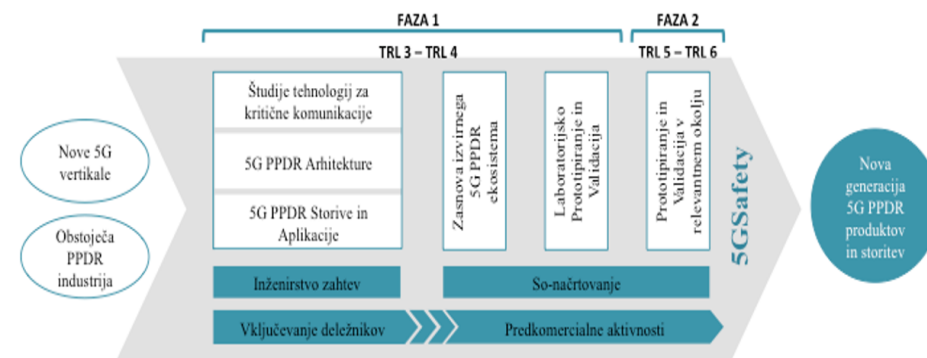 FAZA 1
FAZA 2
TRL 3 – TRL 4
TRL 5 – TRL 6
Nove 5G
vertikale
Obstoječa
PPDR
industrija
Študije tehnologij za
kritične komunikacije
5G PPDR Arhitekture
5G PPDR Storive in
Aplikacije
Zasnova izvirnega
5G PPDR
ekosistema
Laboratorijsko
Prototipiranje in
Validacija
Prototipiranje in
Validacija v
relevantnem okolju
5GSafety
Inženirstvo zahtev
So-načrtovanje
Vključevanje deležnikov
Predkomercialne aktivnosti
Nova
generacija
5G PPDR
produktov
in storitev